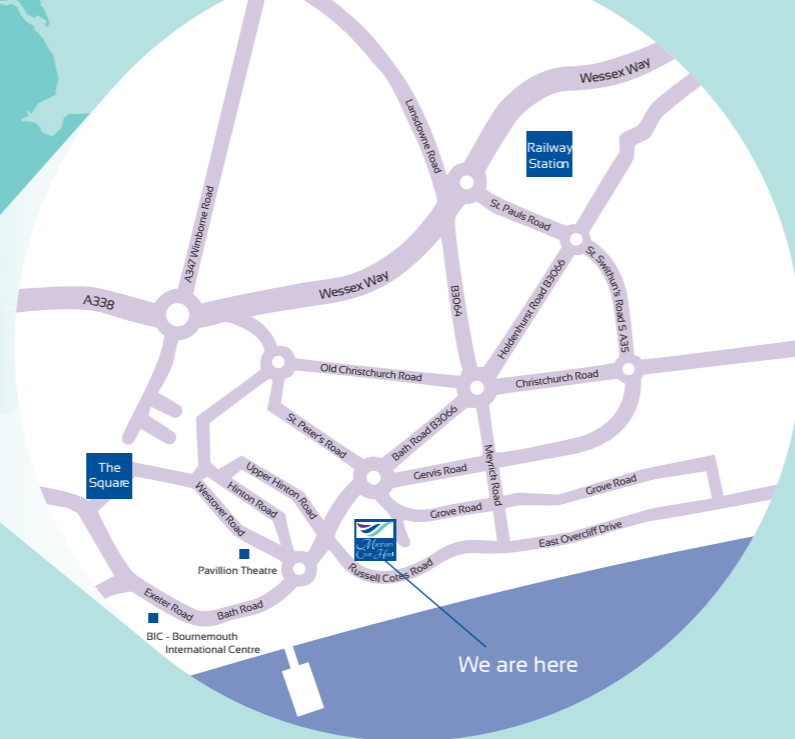 Wessex Way
Lansdowne Road
Railway
Station
A347 Wimborne Road
St. Pauls Road
St. Swithun's Road S A35
Holdenhurst Road B3066
Wessex Way
A338
B3064
Old Christchurch Road
Christchurch Road
St. Peter's Road
Bath Road B3066
Meyrick Road
Gervis Road
The
Square
Upper Hinton Road
Hinton Road
Westover Road
Grove Road
Grove Road
East Overcliff Drive
Pavillion Theatre
Russell Cotes Road
Exeter Road
Bath Road
BIC - Bournemouth
International Centre
We are here